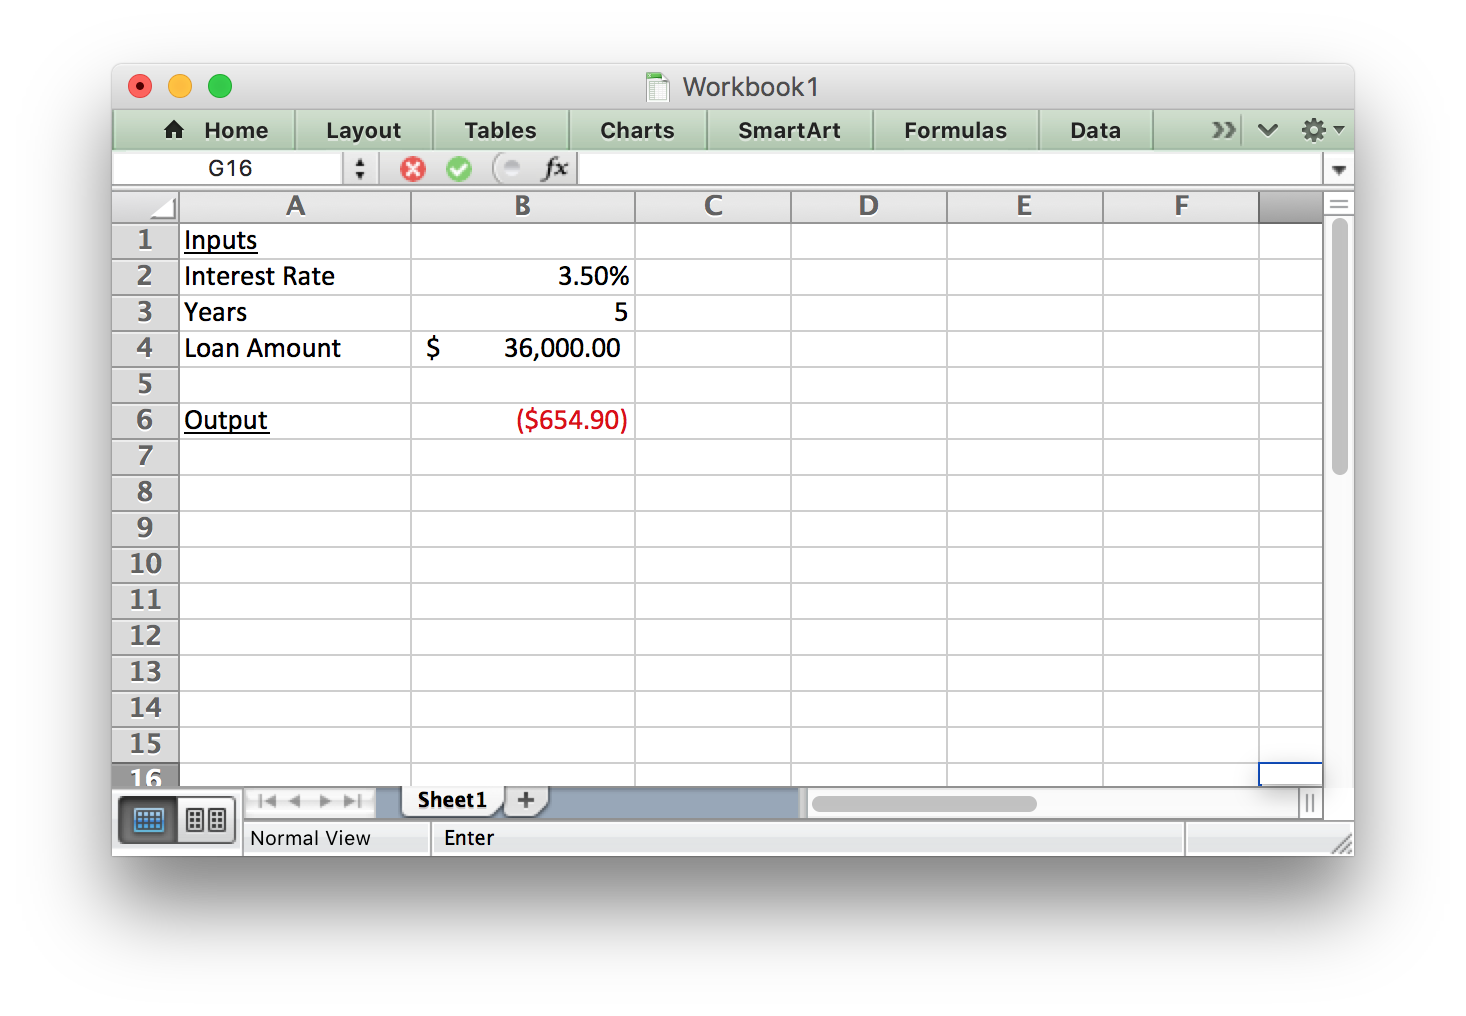 Workbook1
Home Layout Tables Charts SmartArt Formulas Data
G16 fx
A B C D E F
1 Inputs
2 Interest Rate 3.50%
3 Years 5
4 Loan Amount $ 36,000.00
5
6 Output ($654.90)
7
8
9
10
11
12
13
14
15
16
Sheet1 +
Normal View Enter